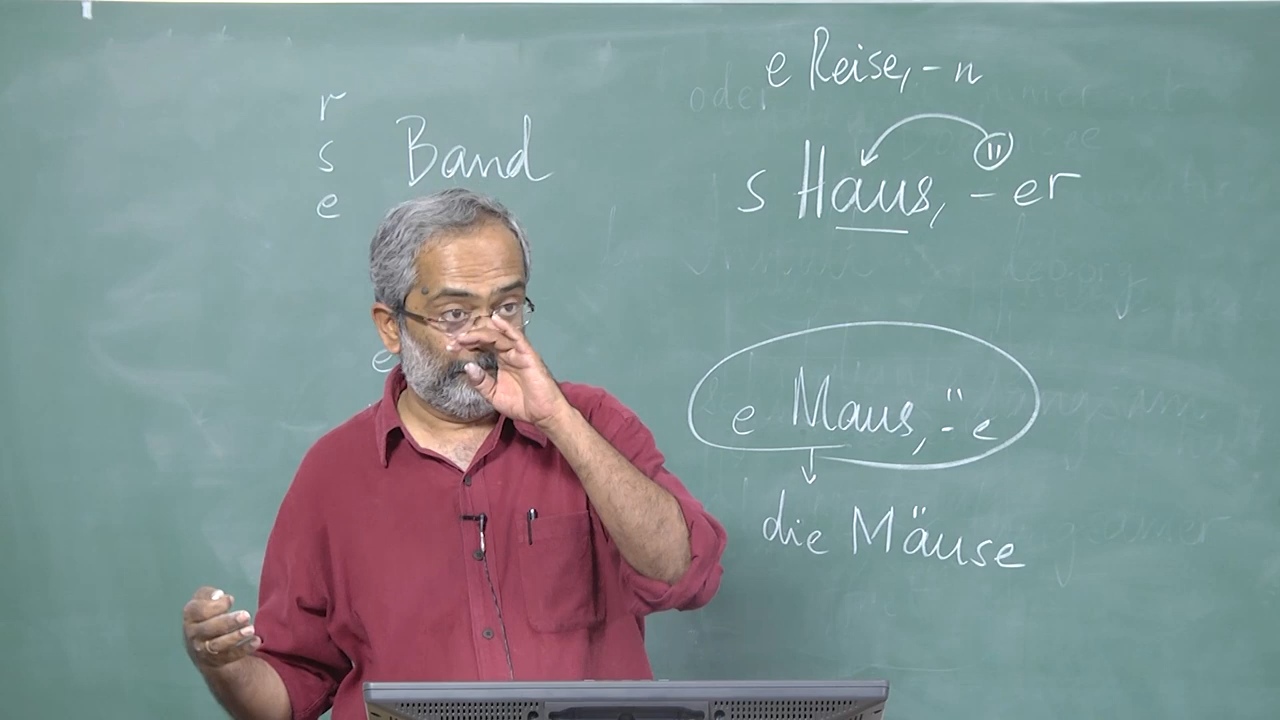 r
s Band
e
e
e Reise, -n
"
s Haus, -er
e Maus, -̈e
die Mäuse